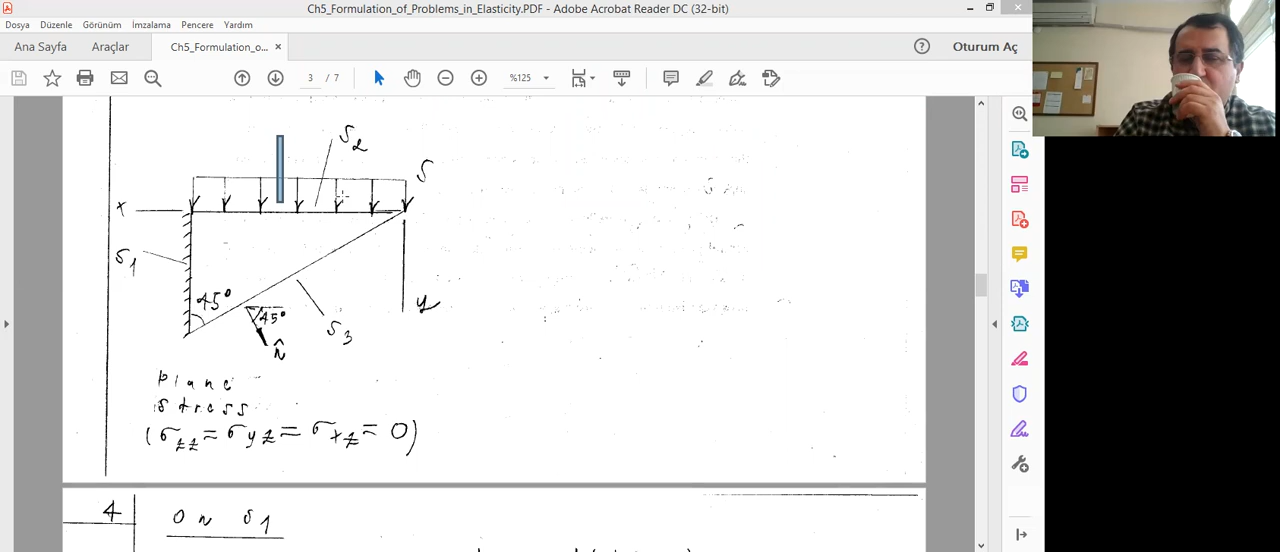 Ch5_Formulation_of_Problems_in_Elasticity.PDF - Adobe Acrobat Reader DC (32-bit)
Dosya Düzenle Görünüm İmzalama Pencere Yardım
Ana Sayfa Araçlar Ch5_Formulation_o... × Oturum Aç
3 / 7 %125
S2
S
x
S1
45°
45°
y
S3
n̂
Plane
stress
(σzz = σyz = σxz = 0)
4
On S1